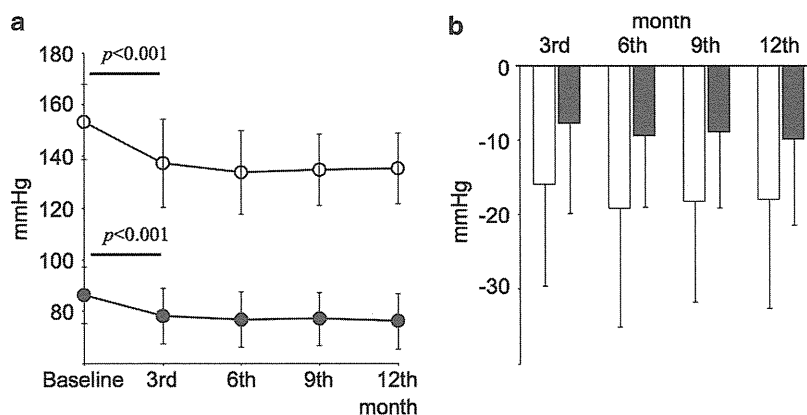 a
180
p<0.001
160
140
mmHg
120
p<0.001
100
80
Baseline 3rd 6th 9th 12th
month
b
month
3rd 6th 9th 12th
0
-10
mmHg
-20
-30